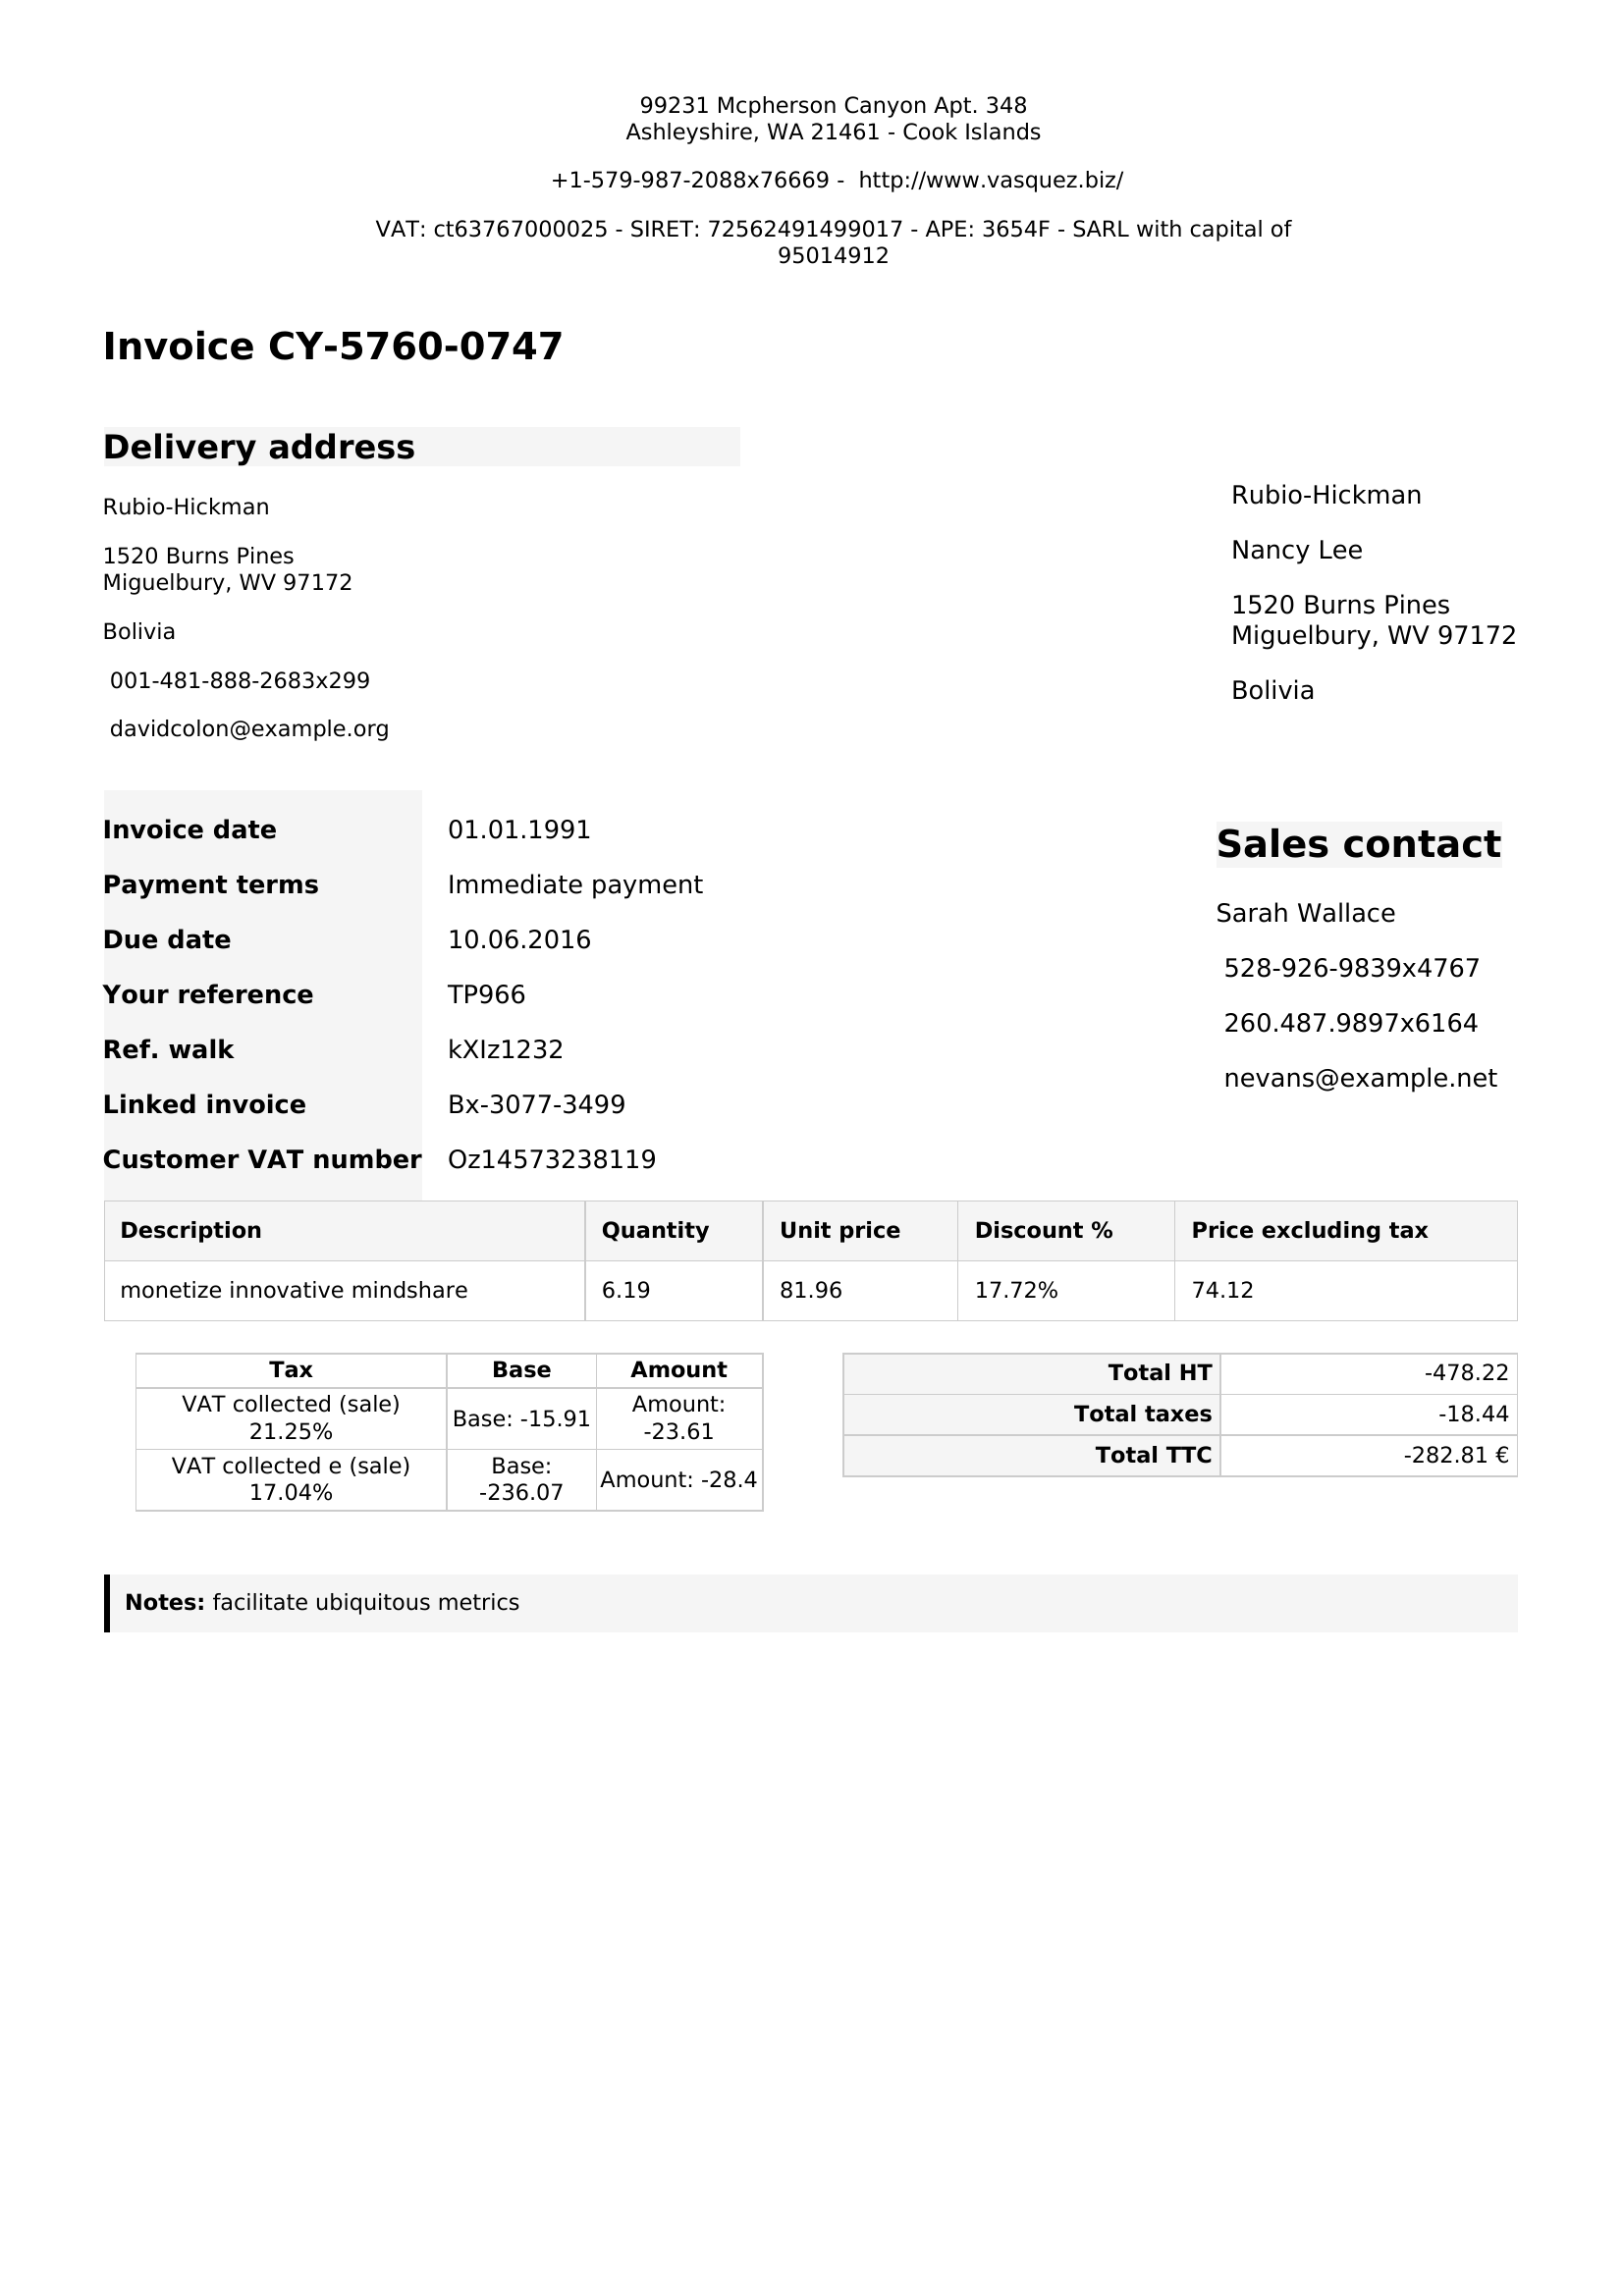 99231 Mcpherson Canyon Apt. 348
Ashleyshire, WA 21461 - Cook Islands
+1-579-987-2088x76669 -  http://www.vasquez.biz/
VAT: ct63767000025 - SIRET: 72562491499017 - APE: 3654F - SARL with capital of
95014912
Invoice CY-5760-0747
Delivery address
Rubio-Hickman
1520 Burns Pines
Miguelbury, WV 97172
Bolivia
001-481-888-2683x299
davidcolon@example.org
Rubio-Hickman
Nancy Lee
1520 Burns Pines
Miguelbury, WV 97172
Bolivia
Invoice date 01.01.1991
Payment terms Immediate payment
Due date 10.06.2016
Your reference TP966
Ref. walk kXIz1232
Linked invoice Bx-3077-3499
Customer VAT number Oz14573238119
Sales contact
Sarah Wallace
528-926-9839x4767
260.487.9897x6164
nevans@example.net
Description Quantity Unit price Discount % Price excluding tax
monetize innovative mindshare 6.19 81.96 17.72% 74.12
Tax Base Amount
VAT collected (sale)
21.25%
Base: -15.91
Amount:
-23.61
VAT collected e (sale)
17.04%
Base:
-236.07
Amount: -28.4
Total HT -478.22
Total taxes -18.44
Total TTC -282.81 €
Notes: facilitate ubiquitous metrics